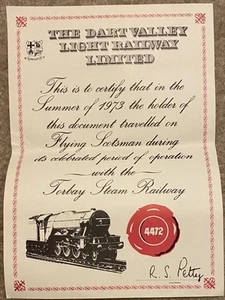 THE DART VALLEY
LIGHT RAILWAY
LIMITED
This is to certify that in the
Summer of 1973 the holder of
this document travelled on
Flying Scotsman during
its celebrated period of operation
with the
Torbay Steam Railway
4472
R. S. Petty